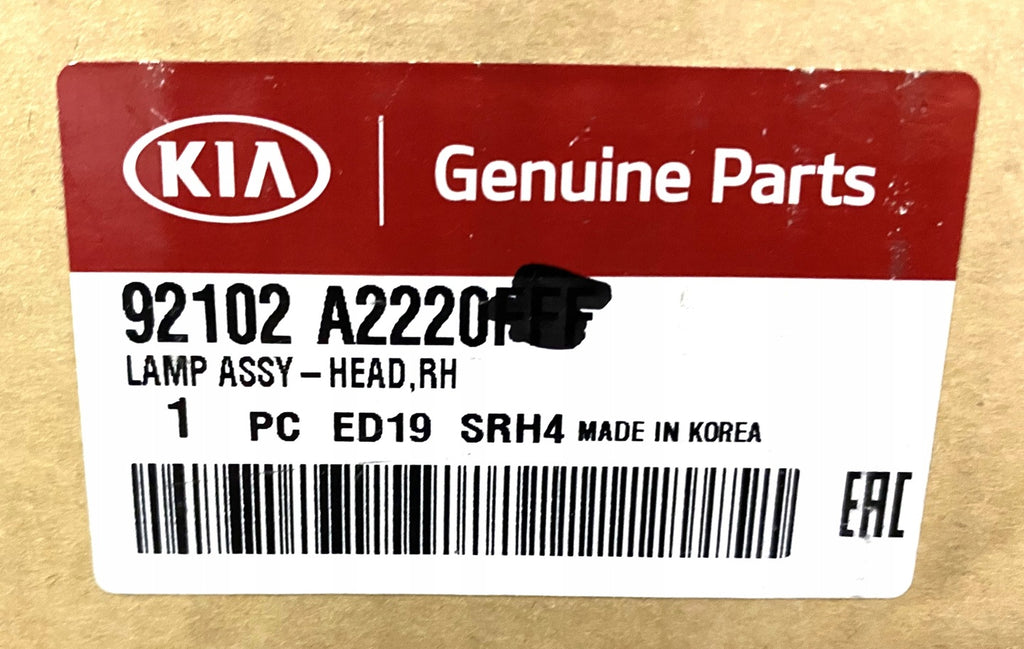 KIA
Genuine Parts
92102 A2220
LAMP ASSY – HEAD,RH
1 PC ED19 SRH4 MADE IN KOREA
EAC